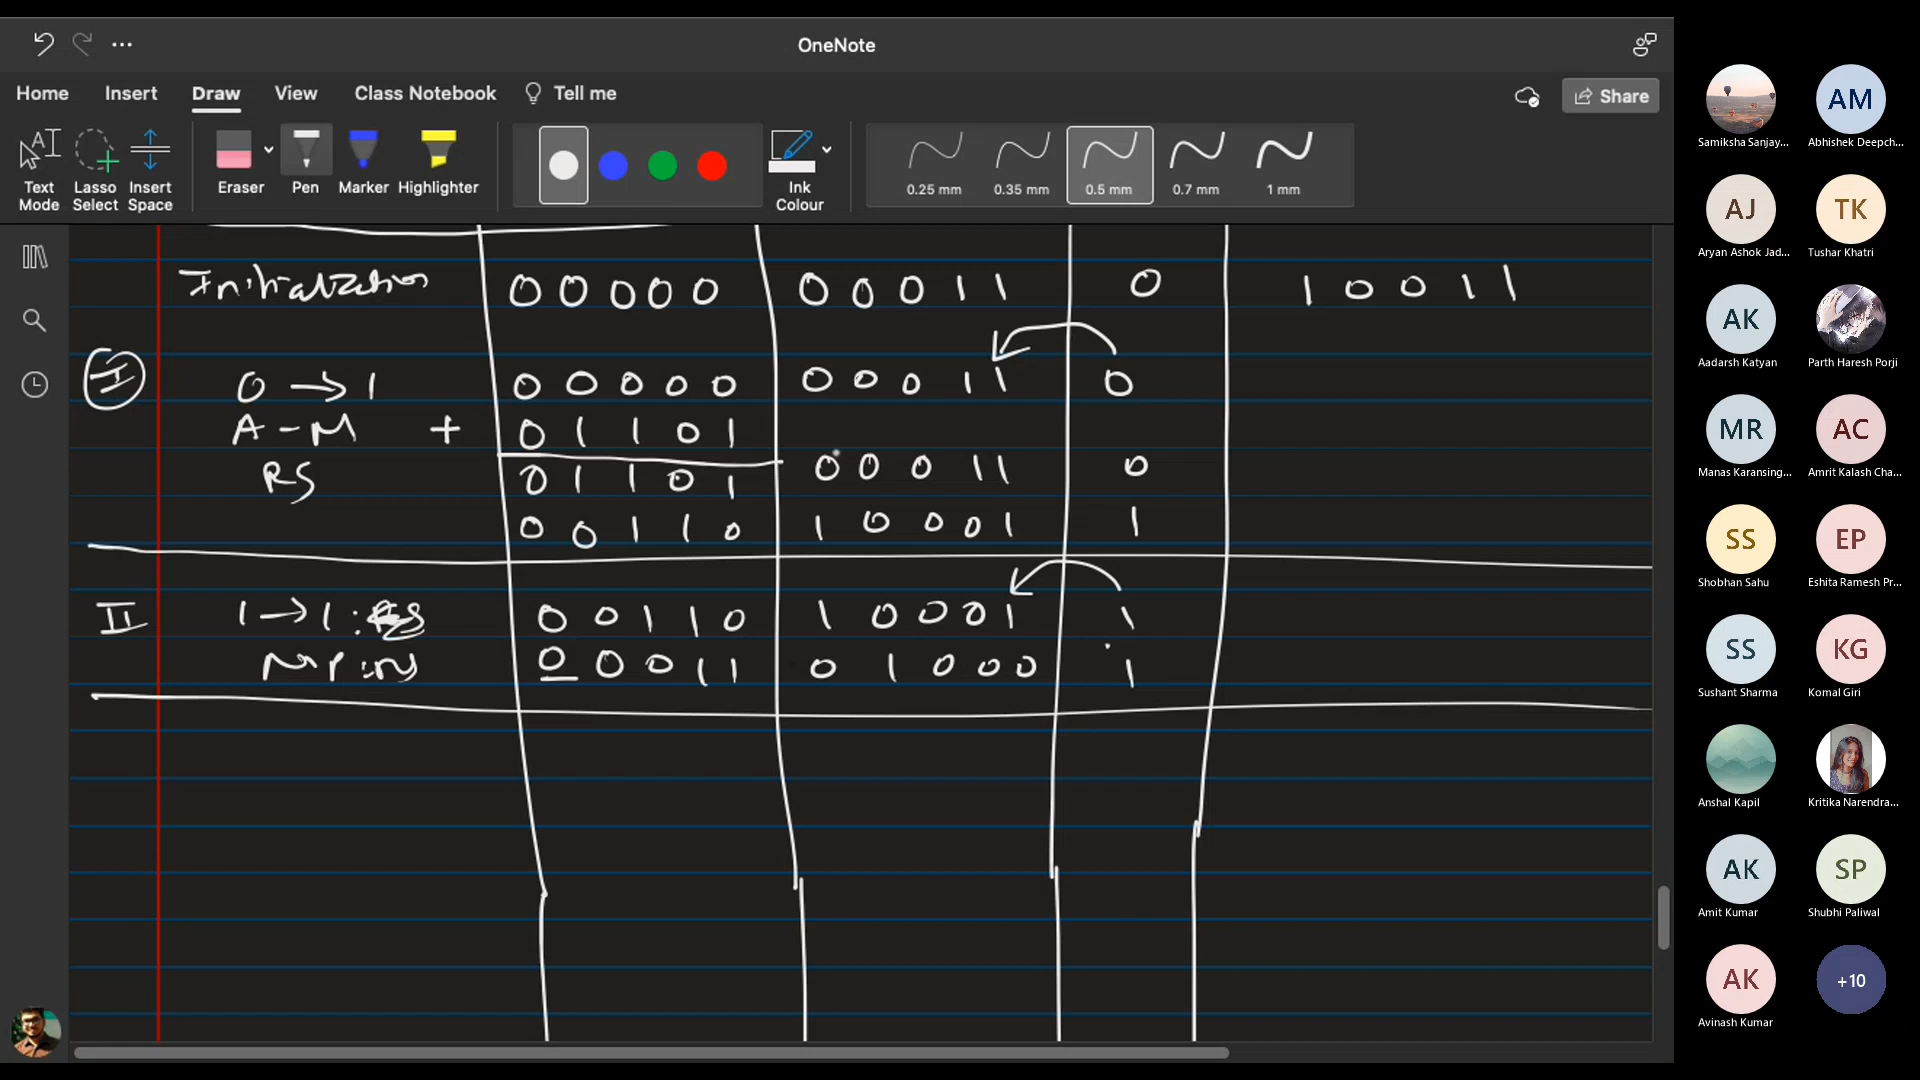 OneNote
Home Insert Draw View Class Notebook Tell me
Share
Text Mode
Lasso Select
Insert Space
Eraser
Pen
Marker
Highlighter
Ink Colour
0.25 mm
0.35 mm
0.5 mm
0.7 mm
1 mm
Initialization 0 0 0 0 0 0 0 0 1 1 0 1 0 0 1 1
I 0 → 1 0 0 0 0 0 0 0 0 1 1 0
A - M + 0 1 1 0 1
RS 0 1 1 0 1 0 0 0 1 1 0
0 0 1 1 0 1 0 0 0 1 1
II 1 → 1 : 0 0 1 1 0 1 0 0 0 1 1
0 0 0 1 1 0 1 0 0 0 1
Samiksha Sanjay...
AM
Abhishek Deepch...
AJ
Aryan Ashok Jad...
TK
Tushar Khatri
AK
Aadarsh Katyan
Parth Haresh Porji
MR
Manas Karansing...
AC
Amrit Kalash Cha...
SS
Shobhan Sahu
EP
Eshita Ramesh Pr...
SS
Sushant Sharma
KG
Komal Giri
Anshal Kapil
Kritika Narendra...
AK
Amit Kumar
SP
Shubhi Paliwal
AK
Avinash Kumar
+10